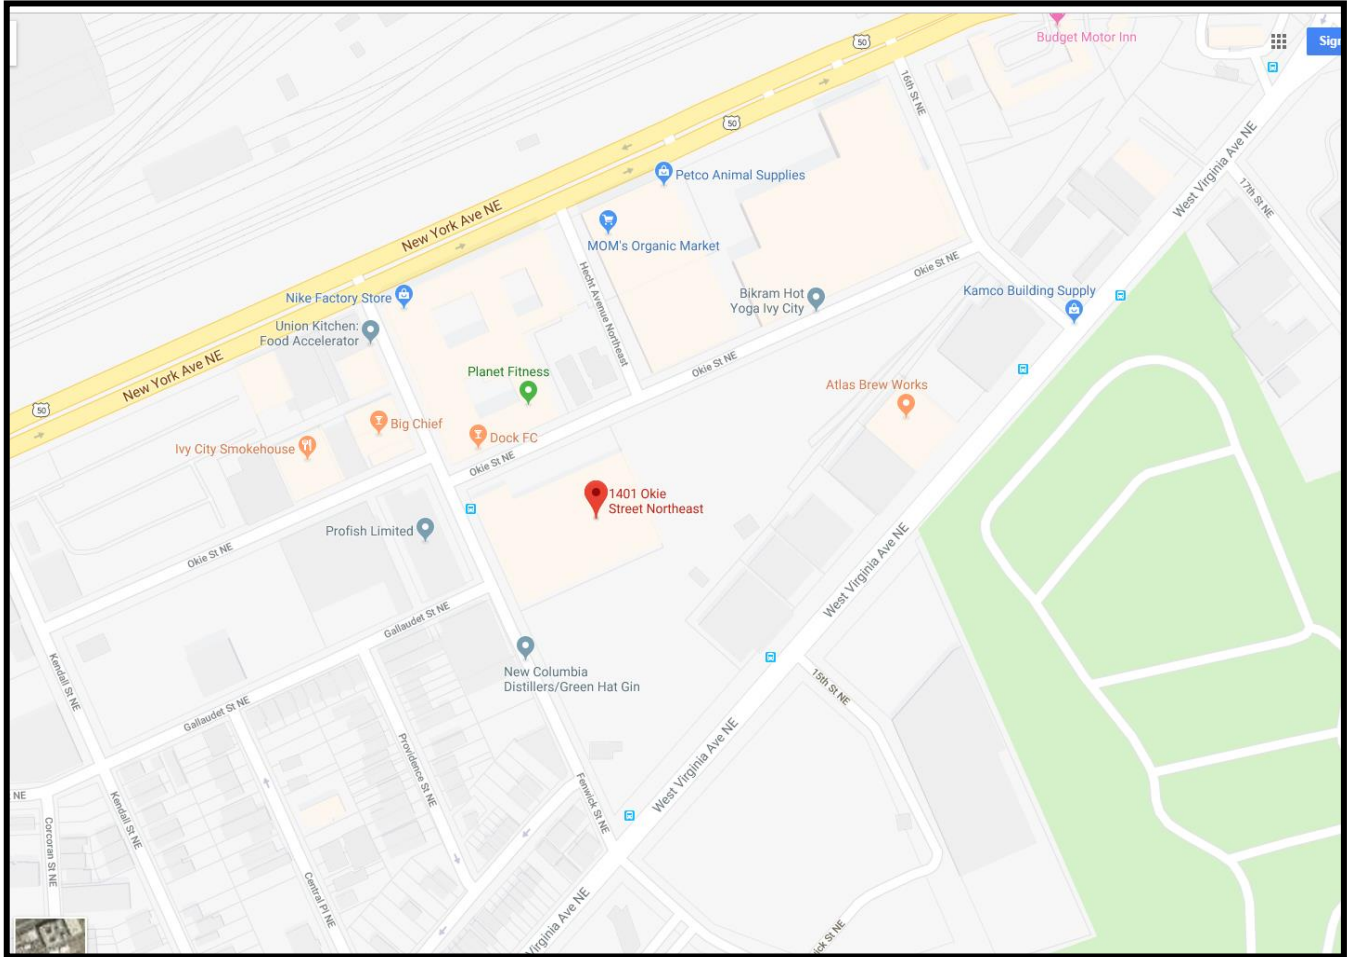 50
Budget Motor Inn
Sig
16th St NE
50
West Virginia Ave NE
17th St NE
Petco Animal Supplies
New York Ave NE
MOM's Organic Market
Hecht Avenue Northeast
Okie St NE
Nike Factory Store
Bikram Hot
Yoga Ivy City
Kamco Building Supply
Union Kitchen:
Food Accelerator
New York Ave NE
Okie St NE
Planet Fitness
Atlas Brew Works
50
Big Chief
Dock FC
Ivy City Smokehouse
Okie St NE
1401 Okie
Street Northeast
Profish Limited
Okie St NE
West Virginia Ave NE
Gallaudet St NE
New Columbia
Distillers/Green Hat Gin
Kendall St NE
15th St NE
Gallaudet St NE
Providence St NE
West Virginia Ave NE
Fenwick St NE
NE
Kendall St NE
Corcoran St NE
Central Pl NE
Virginia Ave NE
ick St NE